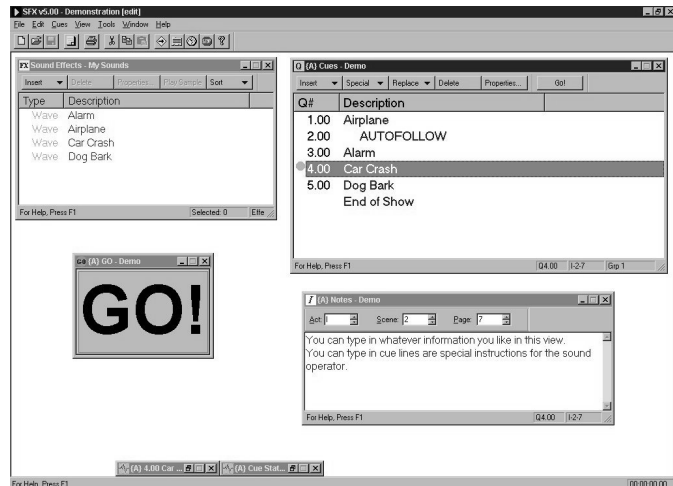 SFX v5.00 - Demonstration [edit]
File Edit Cues View Tools Window Help
FX Sound Effects - My Sounds
Insert Delete Properties... Play Sample Sort
Type Description
Wave Alarm
Wave Airplane
Wave Car Crash
Wave Dog Bark
For Help, Press F1 Selected: 0 Effe
Q {A} Cues - Demo
Insert Special Replace Delete Properties... Go!
Q# Description
1.00 Airplane
2.00 AUTOFOLLOW
3.00 Alarm
4.00 Car Crash
5.00 Dog Bark
End of Show
For Help, Press F1 Q4.00 I-2-7 Grp 1
GO {A} GO - Demo
GO!
I {A} Notes - Demo
Act: I Scene: 2 Page: 7
You can type in whatever information you like in this view.
You can type in cue lines are special instructions for the sound
operator.
For Help, Press F1 Q4.00 I-2-7
{A} 4.00 Car ... {A} Cue Stat...
For Help, Press F1 00:00:00.00